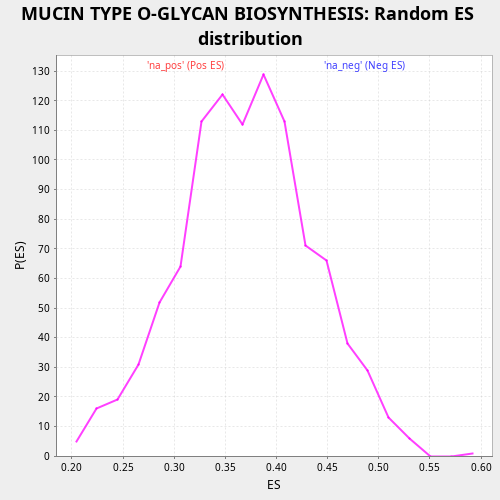 MUCIN TYPE O-GLYCAN BIOSYNTHESIS: Random ES
distribution
'na_pos' (Pos ES) 'na_neg' (Neg ES)
130
120
110
100
90
80
70
60
50
40
30
20
10
0
P(ES)
0.20 0.25 0.30 0.35 0.40 0.45 0.50 0.55 0.60
ES